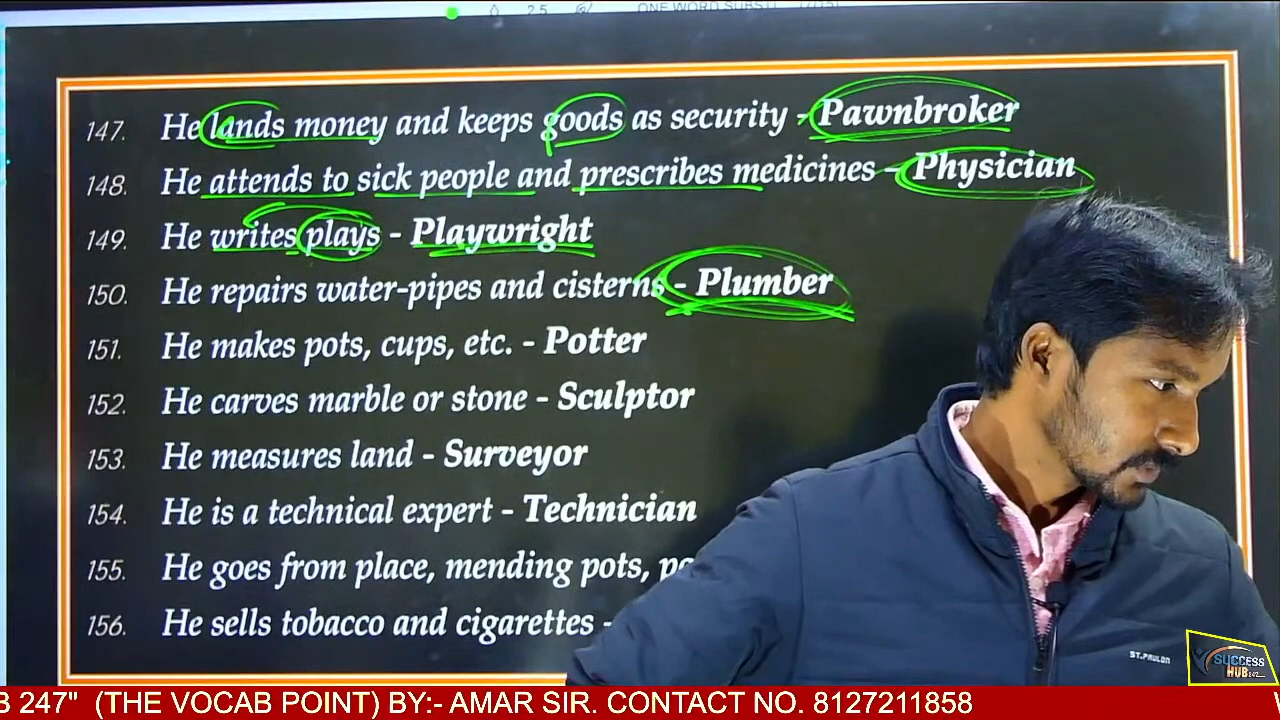 ONE WORD SUBSTI
147. He lands money and keeps goods as security - Pawnbroker
148. He attends to sick people and prescribes medicines - Physician
149. He writes plays - Playwright
150. He repairs water-pipes and cisterns - Plumber
151. He makes pots, cups, etc. - Potter
152. He carves marble or stone - Sculptor
153. He measures land - Surveyor
154. He is a technical expert - Technician
155. He goes from place, mending pots,
156. He sells tobacco and cigarettes -
ST.PAULON
SUCCESS
HUB
B 247" (THE VOCAB POINT) BY:- AMAR SIR. CONTACT NO. 8127211858